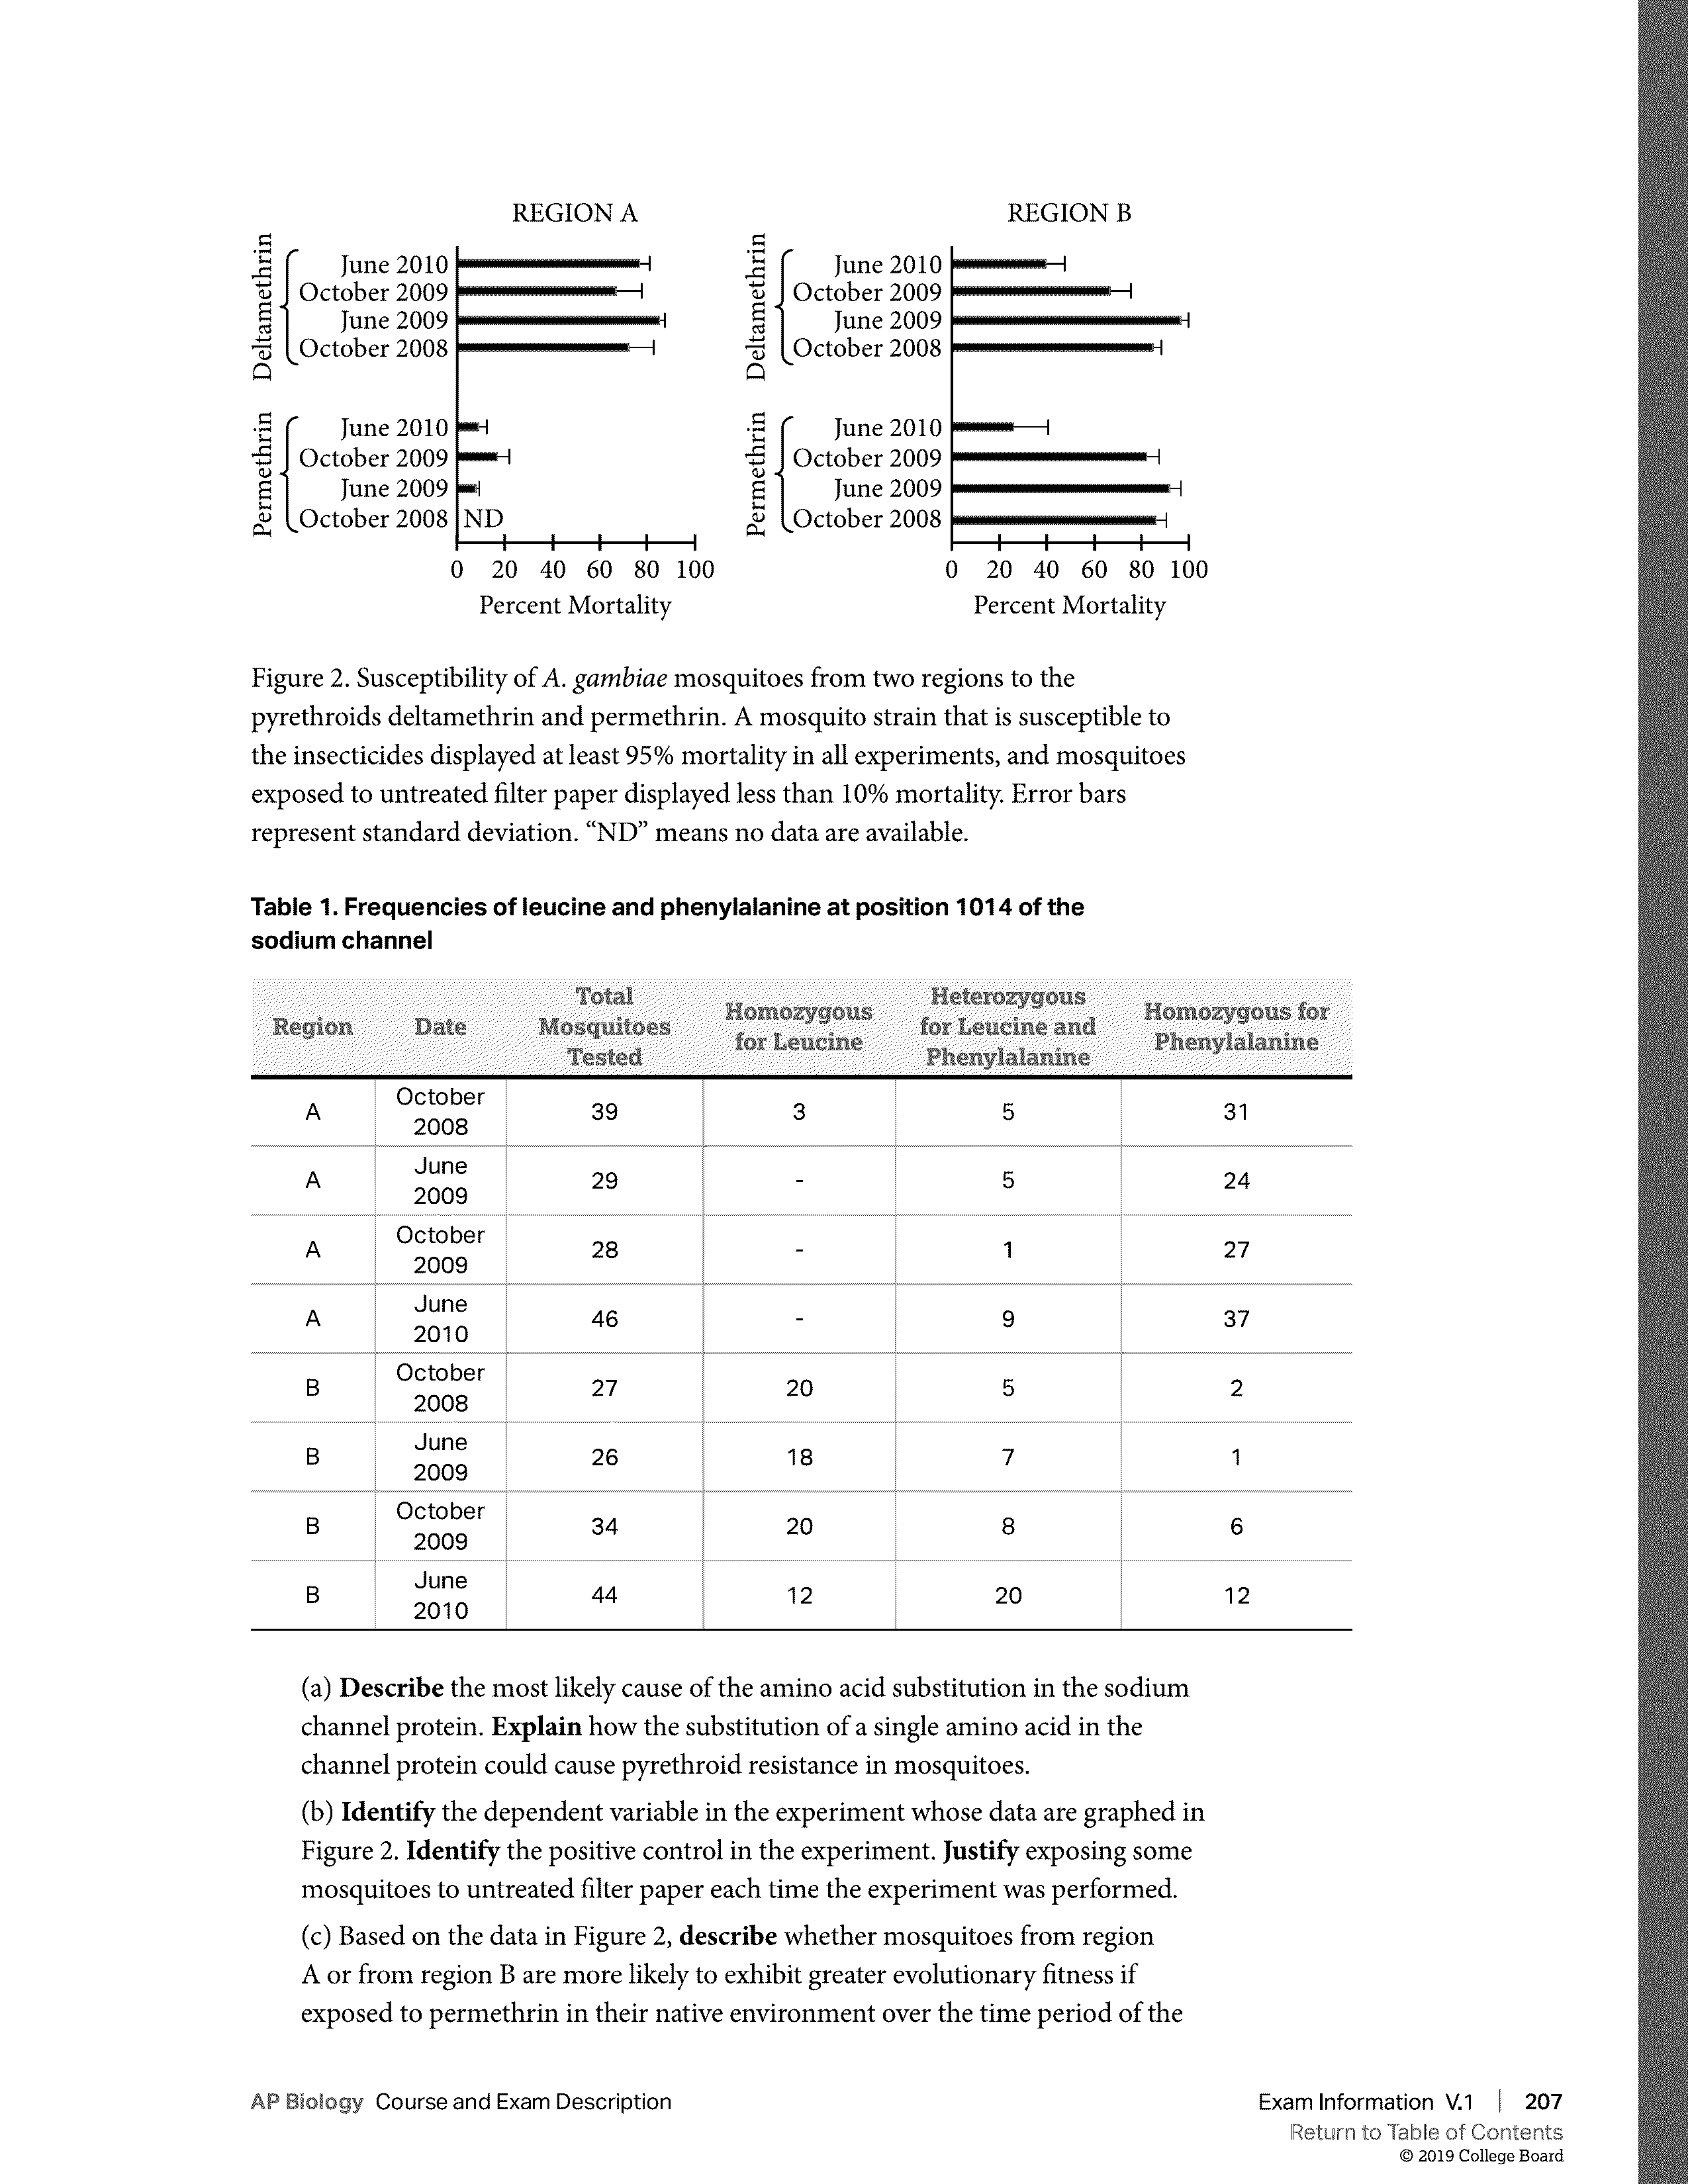 REGION A
Deltamethrin
June 2010
October 2009
June 2009
October 2008
Permethrin
June 2010
October 2009
June 2009
October 2008 ND
0 20 40 60 80 100
Percent Mortality
REGION B
Deltamethrin
June 2010
October 2009
June 2009
October 2008
Permethrin
June 2010
October 2009
June 2009
October 2008
0 20 40 60 80 100
Percent Mortality
Figure 2. Susceptibility of A. gambiae mosquitoes from two regions to the
pyrethroids deltamethrin and permethrin. A mosquito strain that is susceptible to
the insecticides displayed at least 95% mortality in all experiments, and mosquitoes
exposed to untreated filter paper displayed less than 10% mortality. Error bars
represent standard deviation. “ND” means no data are available.
Table 1. Frequencies of leucine and phenylalanine at position 1014 of the
sodium channel
Region Date Total Mosquitoes Tested Homozygous for Leucine Heterozygous for Leucine and Phenylalanine Homozygous for Phenylalanine
A October 2008 39 3 5 31
A June 2009 29 - 5 24
A October 2009 28 - 1 27
A June 2010 46 - 9 37
B October 2008 27 20 5 2
B June 2009 26 18 7 1
B October 2009 34 20 8 6
B June 2010 44 12 20 12
(a) Describe the most likely cause of the amino acid substitution in the sodium
channel protein. Explain how the substitution of a single amino acid in the
channel protein could cause pyrethroid resistance in mosquitoes.
(b) Identify the dependent variable in the experiment whose data are graphed in
Figure 2. Identify the positive control in the experiment. Justify exposing some
mosquitoes to untreated filter paper each time the experiment was performed.
(c) Based on the data in Figure 2, describe whether mosquitoes from region
A or from region B are more likely to exhibit greater evolutionary fitness if
exposed to permethrin in their native environment over the time period of the
AP Biology Course and Exam Description
Exam Information V.1 | 207
Return to Table of Contents
© 2019 College Board